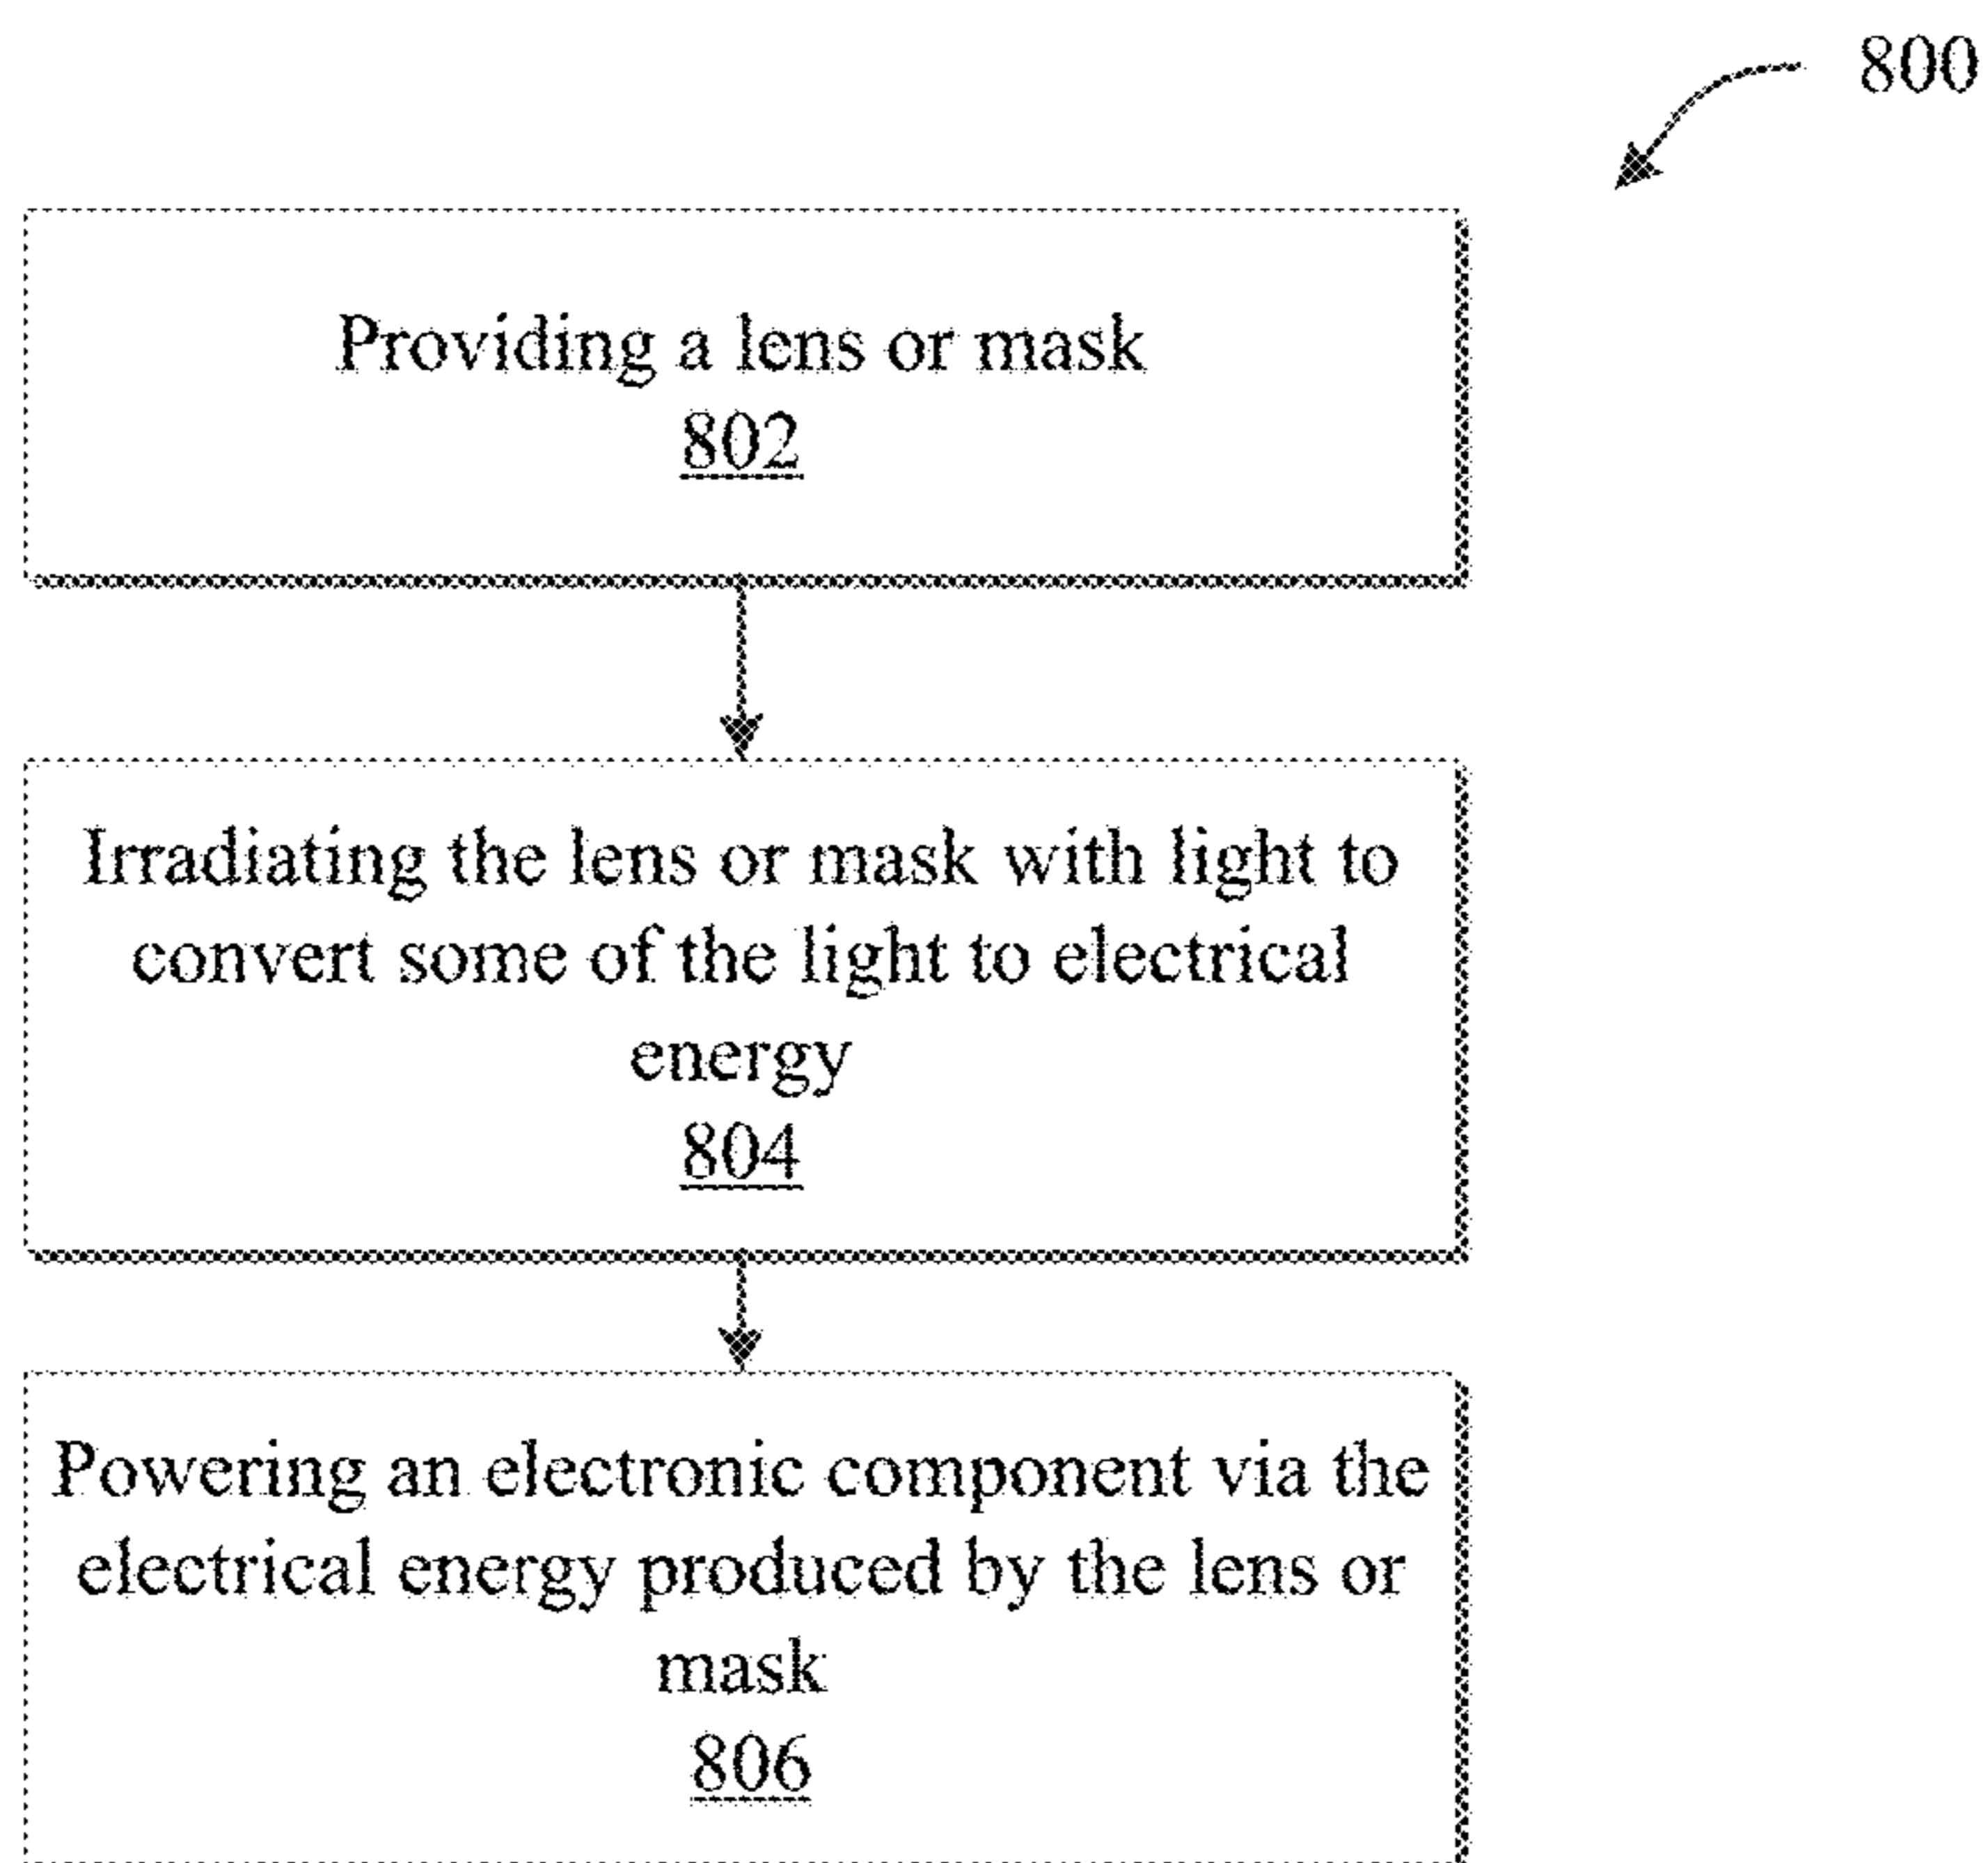 800
Providing a lens or mask
802
Irradiating the lens or mask with light to
convert some of the light to electrical
energy
804
Powering an electronic component via the
electrical energy produced by the lens or
mask
806